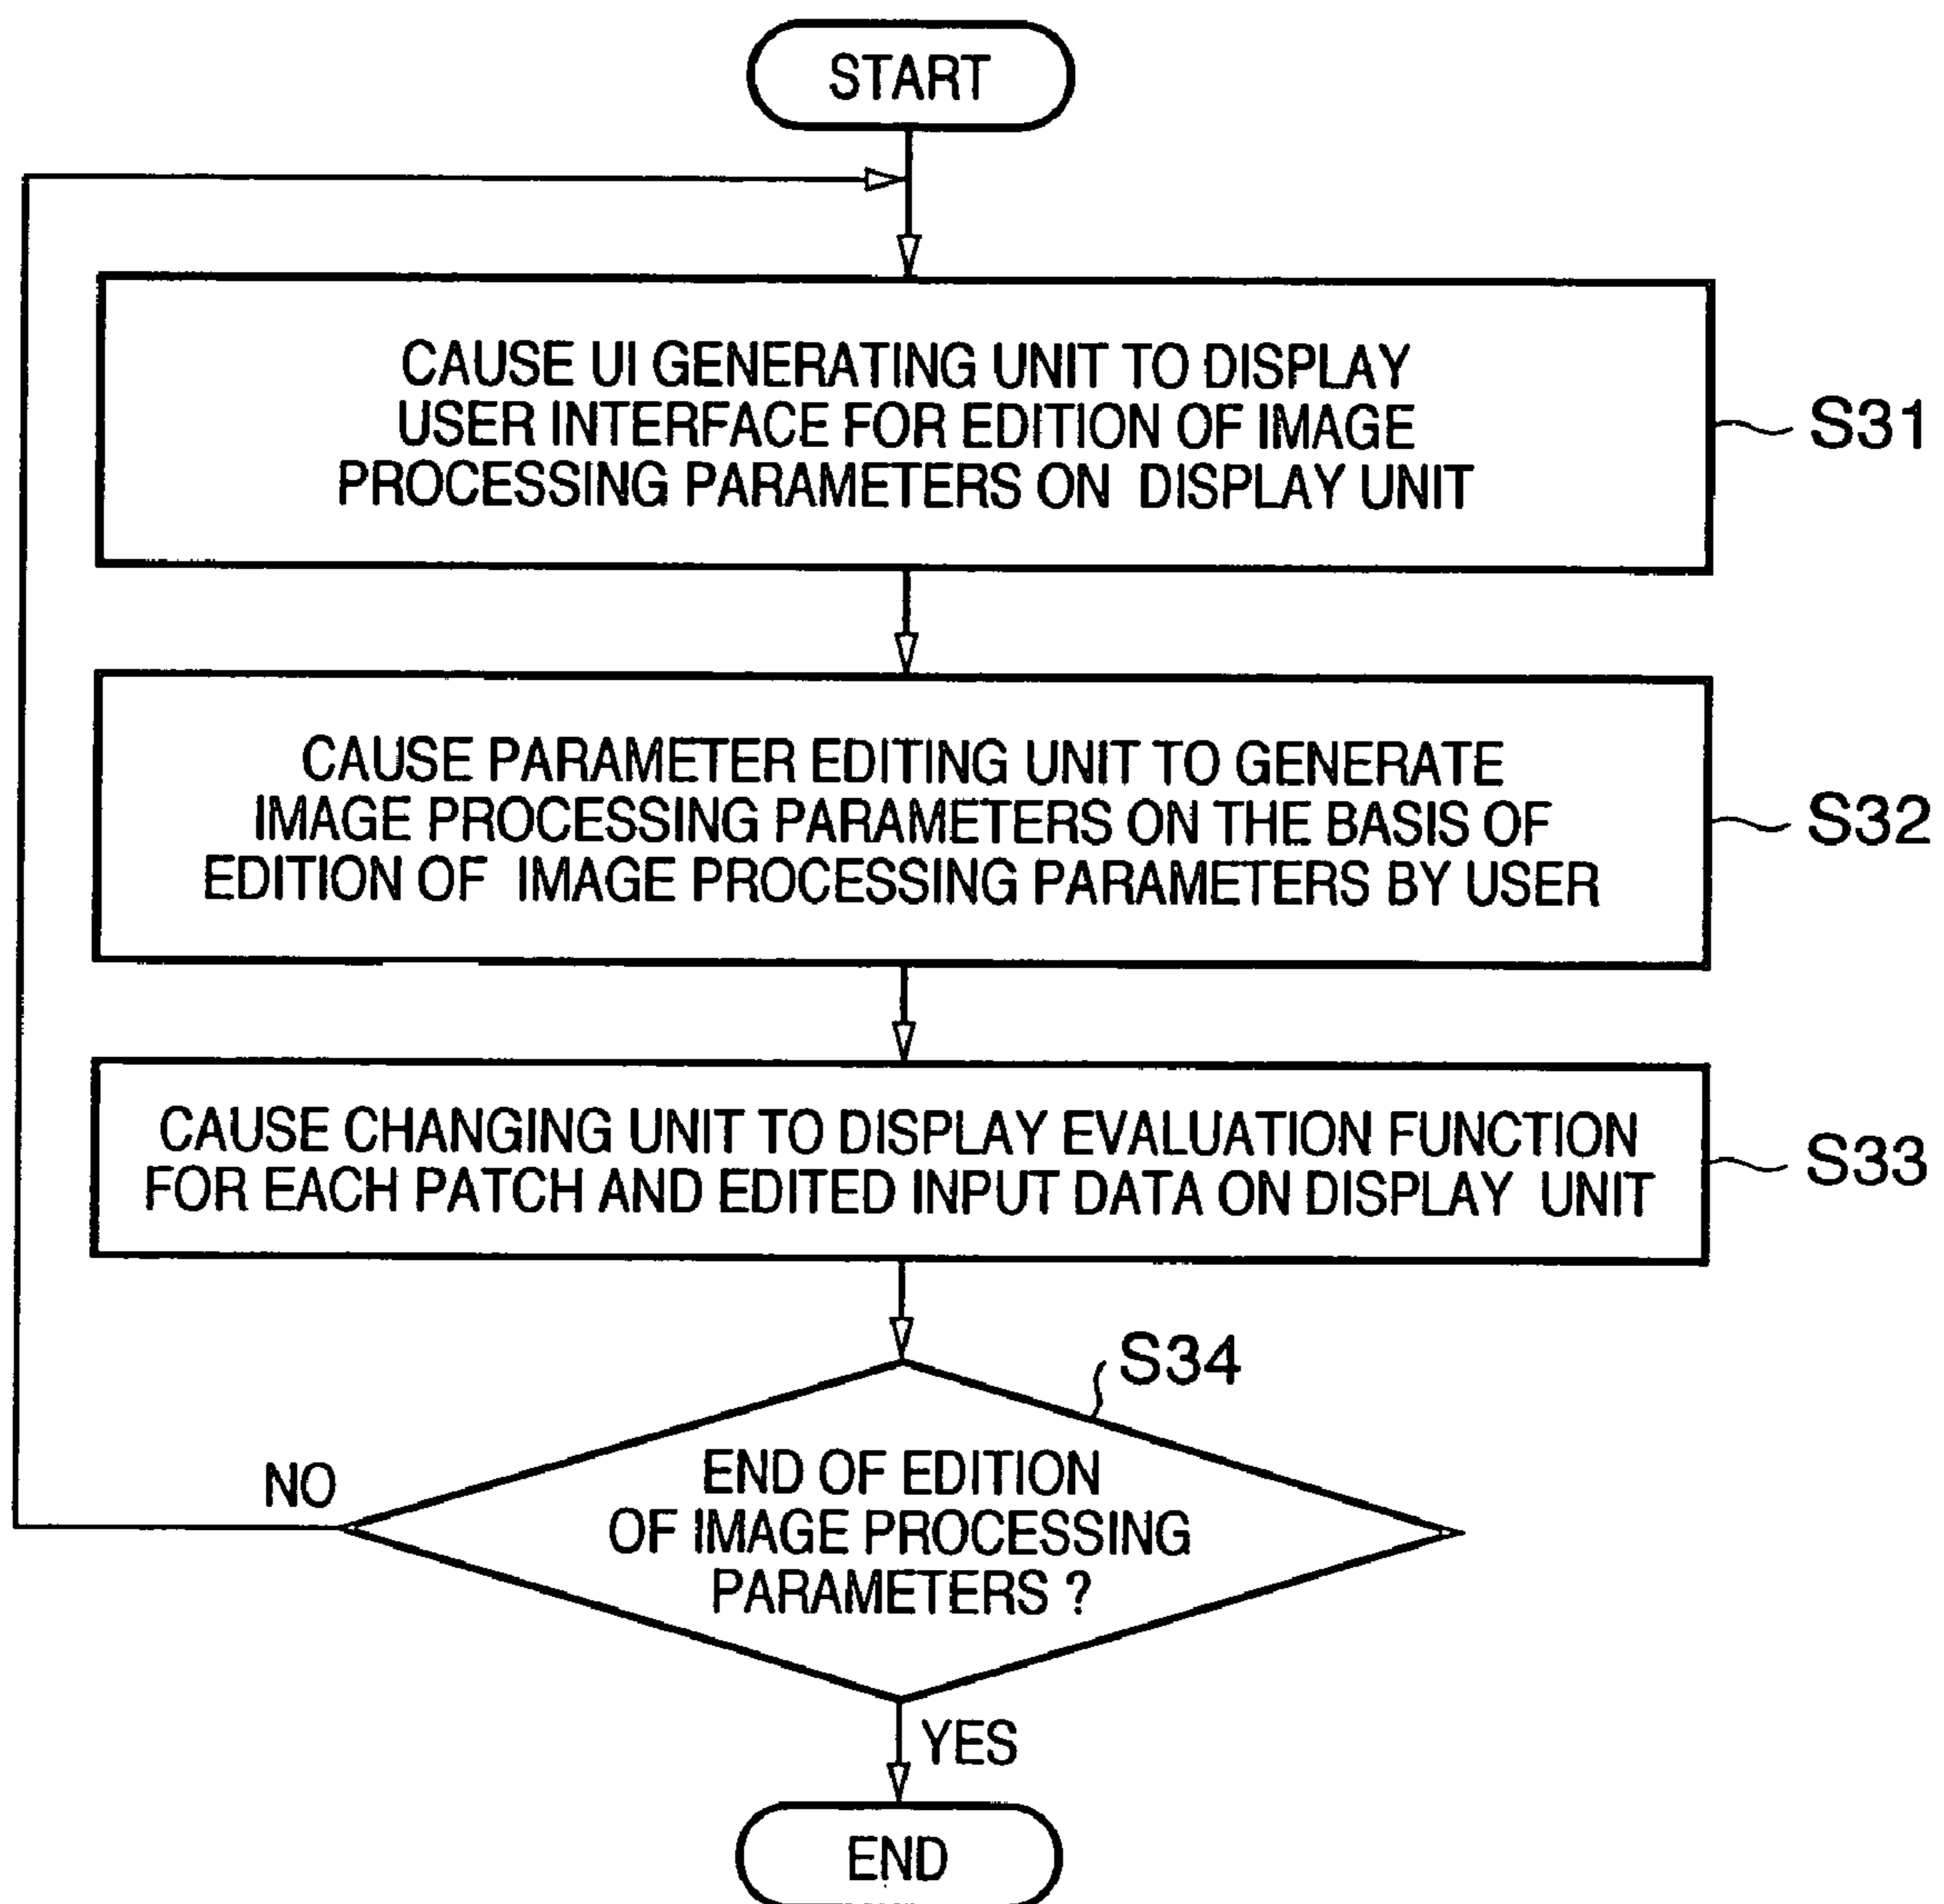 START
CAUSE UI GENERATING UNIT TO DISPLAY
USER INTERFACE FOR EDITION OF IMAGE
PROCESSING PARAMETERS ON DISPLAY UNIT
S31
CAUSE PARAMETER EDITING UNIT TO GENERATE
IMAGE PROCESSING PARAMETERS ON THE BASIS OF
EDITION OF IMAGE PROCESSING PARAMETERS BY USER
S32
CAUSE CHANGING UNIT TO DISPLAY EVALUATION FUNCTION
FOR EACH PATCH AND EDITED INPUT DATA ON DISPLAY UNIT
S33
S34
END OF EDITION
OF IMAGE PROCESSING
PARAMETERS ?
NO
YES
END